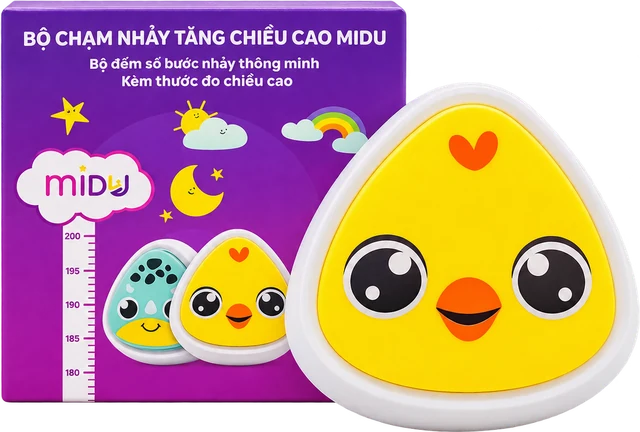 BỘ CHẠM NHẢY TĂNG CHIỀU CAO MIDU
Bộ đếm số bước nhảy thông minh
Kèm thước đo chiều cao
MIDU
200
195
190
185
180